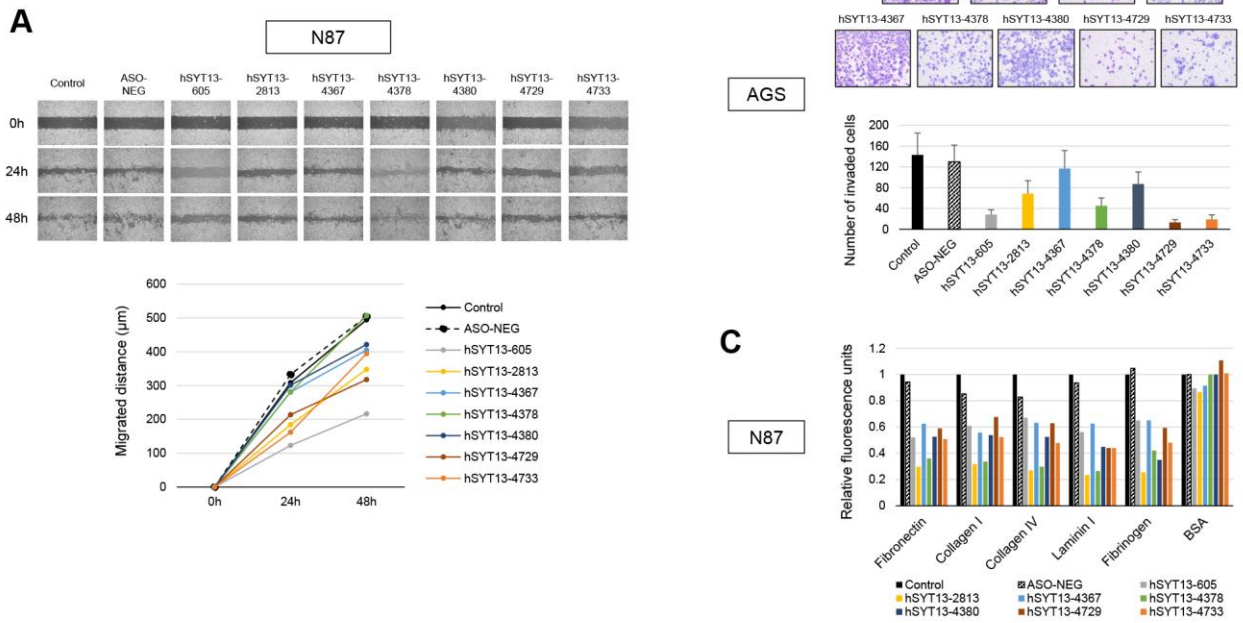 A
N87
Control ASO-NEG hSYT13-605 hSYT13-2813 hSYT13-4367 hSYT13-4378 hSYT13-4380 hSYT13-4729 hSYT13-4733
0h
24h
48h
Migrated distance (µm)
600
500
400
300
200
100
0
0h 24h 48h
Control
ASO-NEG
hSYT13-605
hSYT13-2813
hSYT13-4367
hSYT13-4378
hSYT13-4380
hSYT13-4729
hSYT13-4733
hSYT13-4367 hSYT13-4378 hSYT13-4380 hSYT13-4729 hSYT13-4733
AGS
Number of invaded cells
200
160
120
80
40
0
Control ASO-NEG hSYT13-605 hSYT13-2813 hSYT13-4367 hSYT13-4378 hSYT13-4380 hSYT13-4729 hSYT13-4733
C
N87
Relative fluorescence units
1.2
1
0.8
0.6
0.4
0.2
0
Fibronectin Collagen I Collagen IV Laminin I Fibrinogen BSA
Control ASO-NEG hSYT13-605
hSYT13-2813 hSYT13-4367 hSYT13-4378
hSYT13-4380 hSYT13-4729 hSYT13-4733